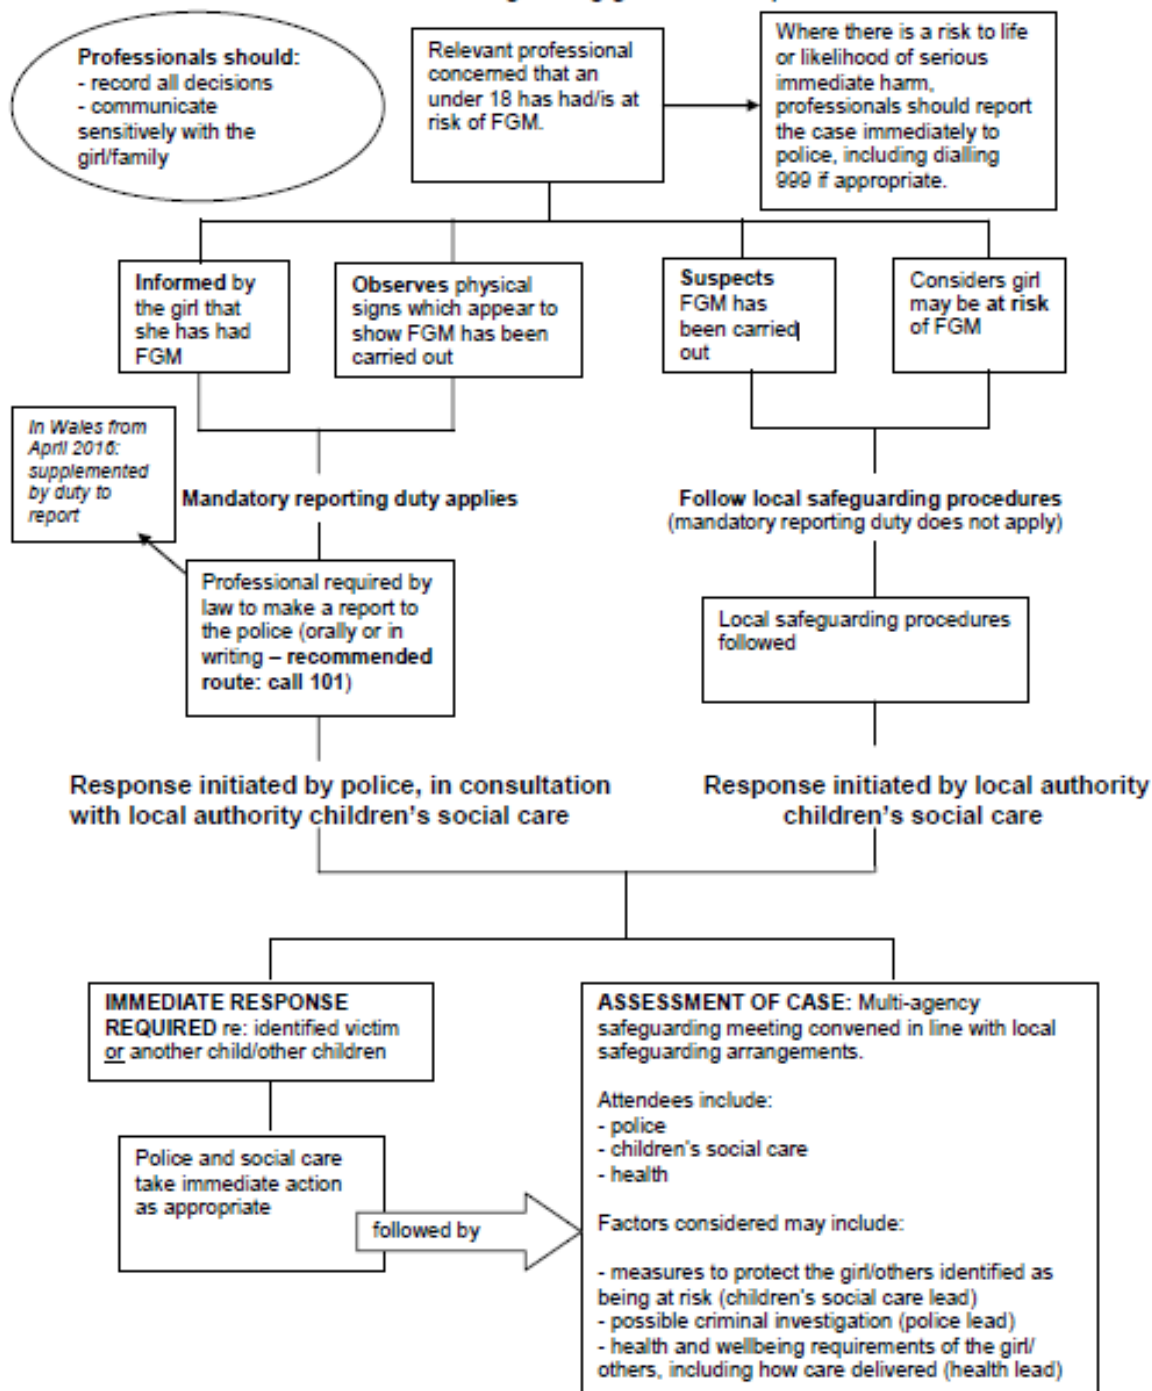 Professionals should:
- record all decisions
- communicate
sensitively with the
girl/family
Relevant professional
concerned that an
under 18 has had/is at
risk of FGM.
Where there is a risk to life
or likelihood of serious
immediate harm,
professionals should report
the case immediately to
police, including dialling
999 if appropriate.
Informed by
the girl that
she has had
FGM
Observes physical
signs which appear to
show FGM has been
carried out
Suspects
FGM has
been carried
out
Considers girl
may be at risk
of FGM
In Wales from
April 2016:
supplemented
by duty to
report
Mandatory reporting duty applies
Follow local safeguarding procedures
(mandatory reporting duty does not apply)
Professional required by
law to make a report to
the police (orally or in
writing – recommended
route: call 101)
Local safeguarding procedures
followed
Response initiated by police, in consultation
with local authority children's social care
Response initiated by local authority
children's social care
IMMEDIATE RESPONSE
REQUIRED re: identified victim
or another child/other children
Police and social care
take immediate action
as appropriate
followed by
ASSESSMENT OF CASE: Multi-agency
safeguarding meeting convened in line with local
safeguarding arrangements.
Attendees include:
- police
- children's social care
- health
Factors considered may include:
- measures to protect the girl/others identified as
being at risk (children's social care lead)
- possible criminal investigation (police lead)
- health and wellbeing requirements of the girl/
others, including how care delivered (health lead)